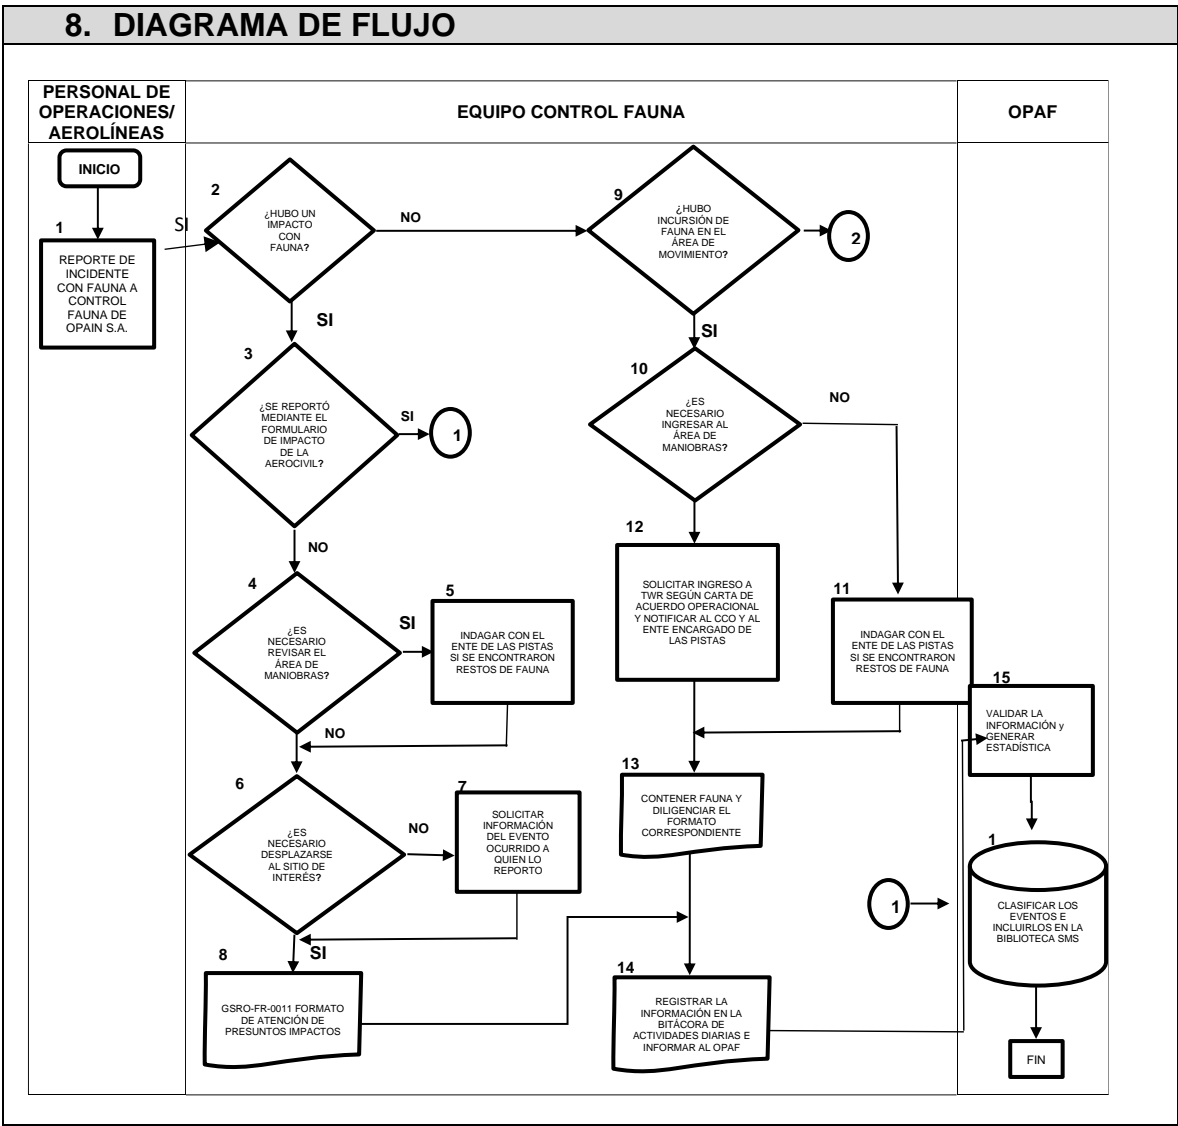 8. DIAGRAMA DE FLUJO
PERSONAL DE
OPERACIONES/
AEROLÍNEAS
EQUIPO CONTROL FAUNA
OPAF
INICIO
1
REPORTE DE
INCIDENTE
CON FAUNA A
CONTROL
FAUNA DE
OPAIN S.A.
SI
2
¿HUBO UN
IMPACTO
CON
FAUNA?
NO
SI
3
¿SE REPORTÓ
MEDIANTE EL
FORMULARIO
DE IMPACTO
DE LA
AEROCIVIL?
SI
1
NO
4
¿ES
NECESARIO
REVISAR EL
ÁREA DE
MANIOBRAS?
SI
5
INDAGAR CON EL
ENTE DE LAS PISTAS
SI SE ENCONTRARON
RESTOS DE FAUNA
NO
6
¿ES
NECESARIO
DESPLAZARSE
AL SITIO DE
INTERÉS?
NO
7
SOLICITAR
INFORMACIÓN
DEL EVENTO
OCURRIDO A
QUIEN LO
REPORTO
SI
8
GSRO-FR-0011 FORMATO
DE ATENCIÓN DE
PRESUNTOS IMPACTOS
9
¿HUBO
INCURSIÓN DE
FAUNA EN EL
ÁREA DE
MOVIMIENTO?
2
SI
10
¿ES
NECESARIO
INGRESAR AL
ÁREA DE
MANIOBRAS?
NO
12
SOLICITAR INGRESO A
TWR SEGÚN CARTA DE
ACUERDO OPERACIONAL
Y NOTIFICAR AL CCO Y AL
ENTE ENCARGADO DE
LAS PISTAS
11
INDAGAR CON EL
ENTE DE LAS PISTAS
SI SE ENCONTRARON
RESTOS DE FAUNA
13
CONTENER FAUNA Y
DILIGENCIAR EL
FORMATO
CORRESPONDIENTE
14
REGISTRAR LA
INFORMACIÓN EN LA
BITÁCORA DE
ACTIVIDADES DIARIAS E
INFORMAR AL OPAF
15
VALIDAR LA
INFORMACIÓN y
GENERAR
ESTADÍSTICA
1
1
CLASIFICAR LOS
EVENTOS E
INCLUIRLOS EN LA
BIBLIOTECA SMS
FIN